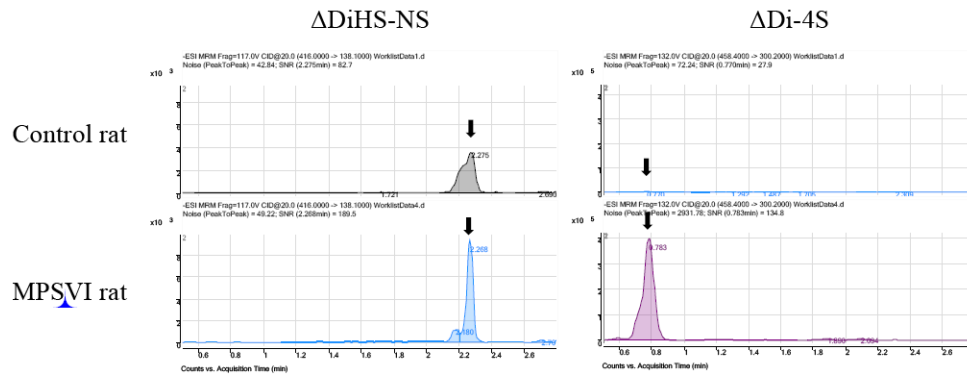 ΔDiHS-NS
ΔDi-4S
-ESI MRM Frag=117.0V CID@20.0 (416.0000 -> 138.1000) WorklistData1.d
Noise (PeakToPeak) = 42.84; SNR (2.275min) = 82.7
x10 3
2
2.275
1.721
Control rat
-ESI MRM Frag=132.0V CID@20.0 (458.4000 -> 300.2000) WorklistData1.d
Noise (PeakToPeak) = 72.24; SNR (0.770min) = 27.9
x10 5
2
0.770
-ESI MRM Frag=117.0V CID@20.0 (416.0000 -> 138.1000) WorklistData4.d
Noise (PeakToPeak) = 49.22; SNR (2.268min) = 189.5
x10 3
2
2.268
2.180
MPSVI rat
0.6 0.8 1 1.2 1.4 1.6 1.8 2 2.2 2.4 2.6
Counts vs. Acquisition Time (min)
-ESI MRM Frag=132.0V CID@20.0 (458.4000 -> 300.2000) WorklistData4.d
Noise (PeakToPeak) = 2931.78; SNR (0.783min) = 134.8
x10 5
2
0.783
0.6 0.8 1 1.2 1.4 1.6 1.8 2 2.2 2.4 2.6
Counts vs. Acquisition Time (min)